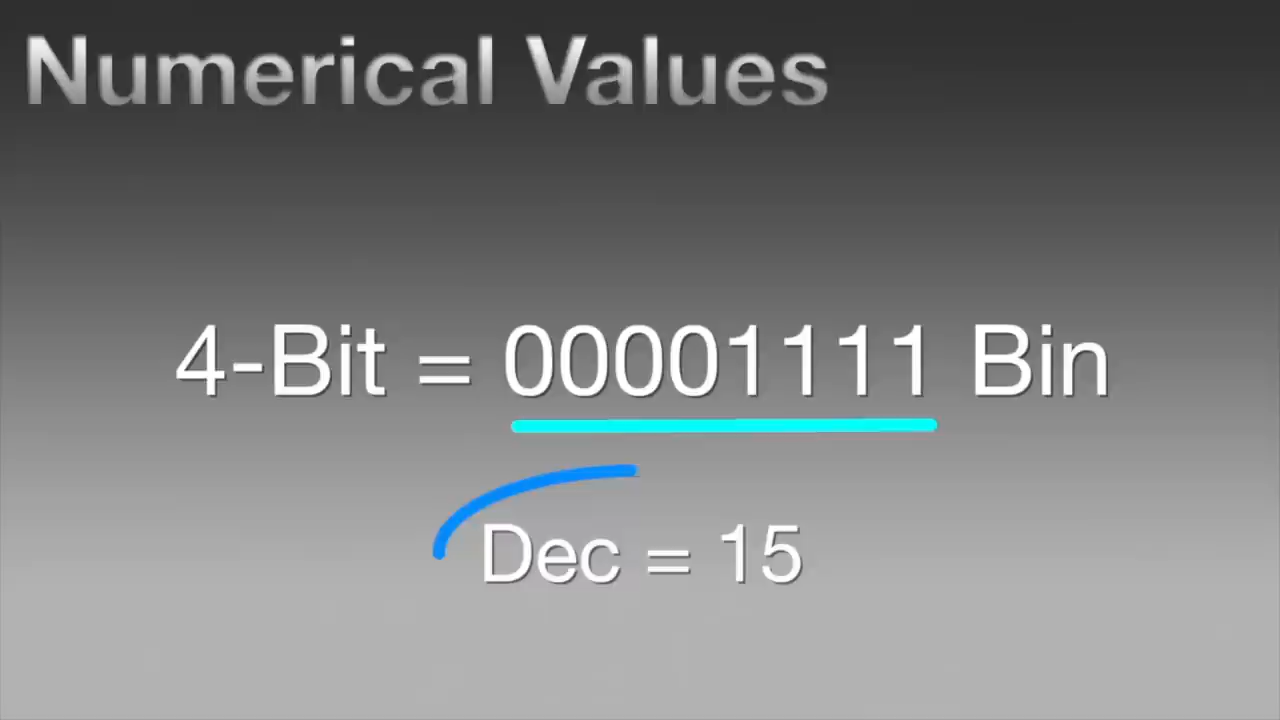 Numerical Values
4-Bit = 00001111 Bin
Dec = 15